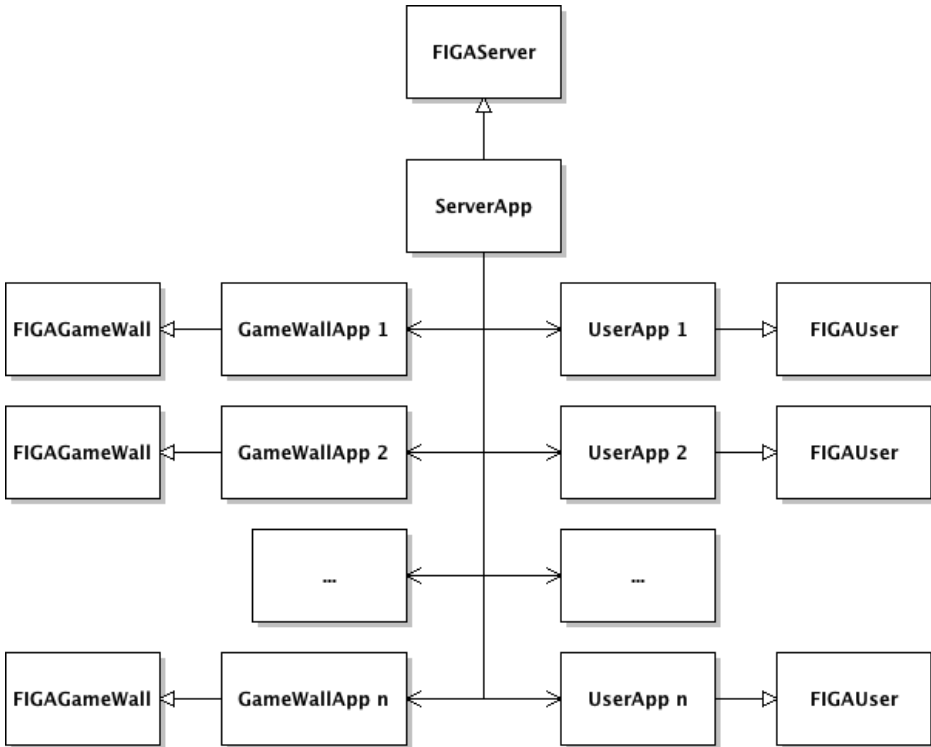 FIGAServer
ServerApp
FIGAGameWall
GameWallApp 1
UserApp 1
FIGAUser
FIGAGameWall
GameWallApp 2
UserApp 2
FIGAUser
...
...
FIGAGameWall
GameWallApp n
UserApp n
FIGAUser